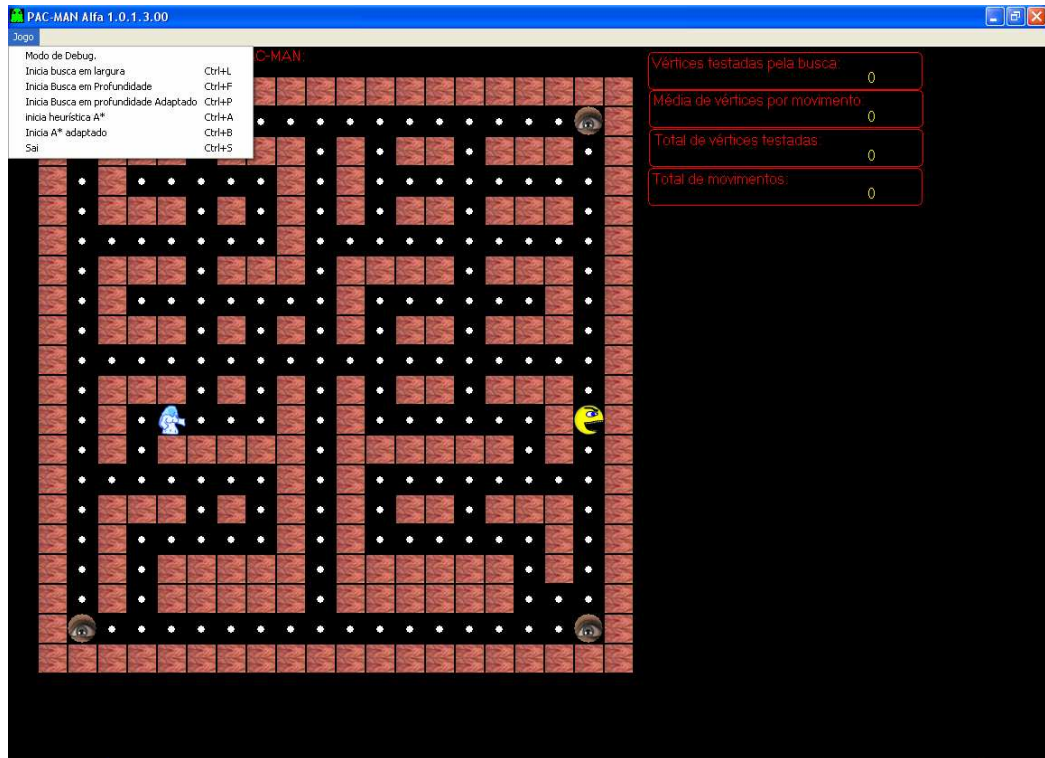 PAC-MAN Alfa 1.0.1.3.00
Jogo
Modo de Debug.
Inicia busca em largura Ctrl+L
Inicia Busca em Profundidade Ctrl+F
Inicia Busca em profundidade Adaptado Ctrl+P
inicia heurística A* Ctrl+A
Inicia A* adaptado Ctrl+B
Sai Ctrl+S
C-MAN:
Vértices testadas pela busca:
0
Média de vértices por movimento
0
Total de vértices testadas:
0
Total de movimentos:
0